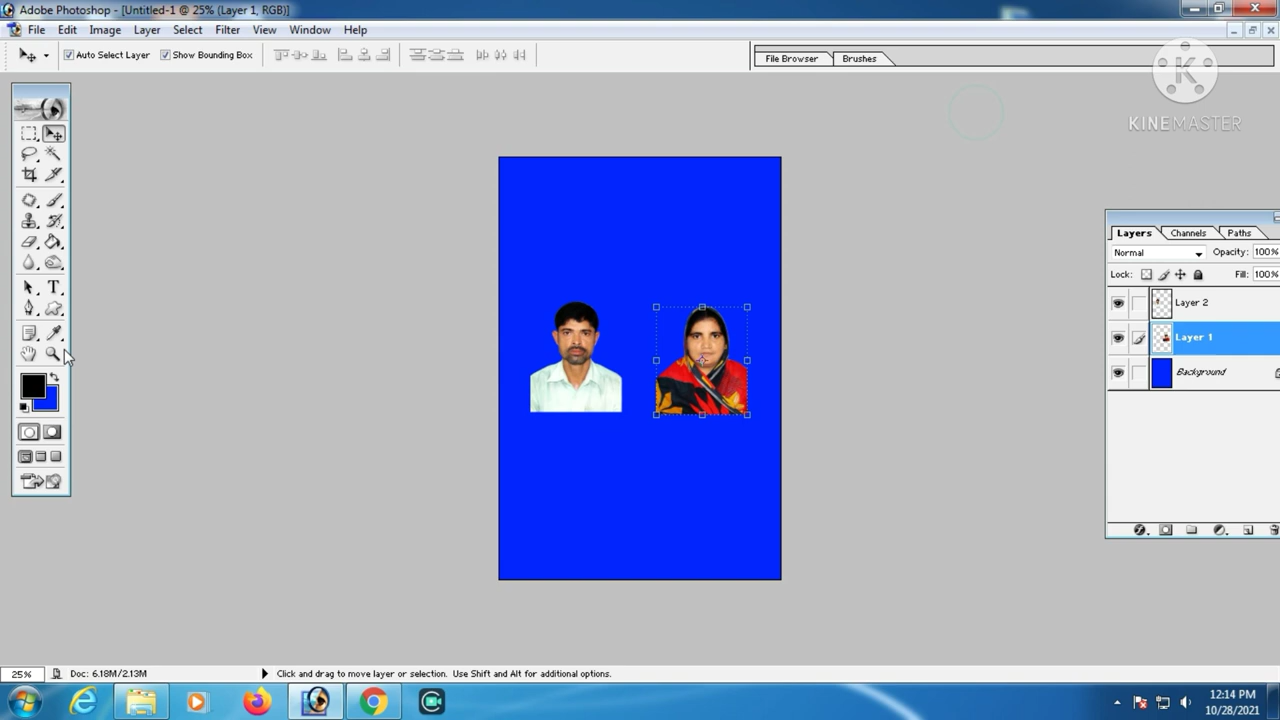 Adobe Photoshop - [Untitled-1 @ 25% (Layer 1, RGB)]
File Edit Image Layer Select Filter View Window Help
Auto Select Layer Show Bounding Box
File Browser Brushes
K
KINEMASTER
Layers Channels Paths
Normal Opacity: 100%
Lock: Fill: 100%
Layer 2
T
Layer 1
Background
25% Doc: 6.18M/2.13M Click and drag to move layer or selection. Use Shift and Alt for additional options.
12:14 PM
10/28/2021